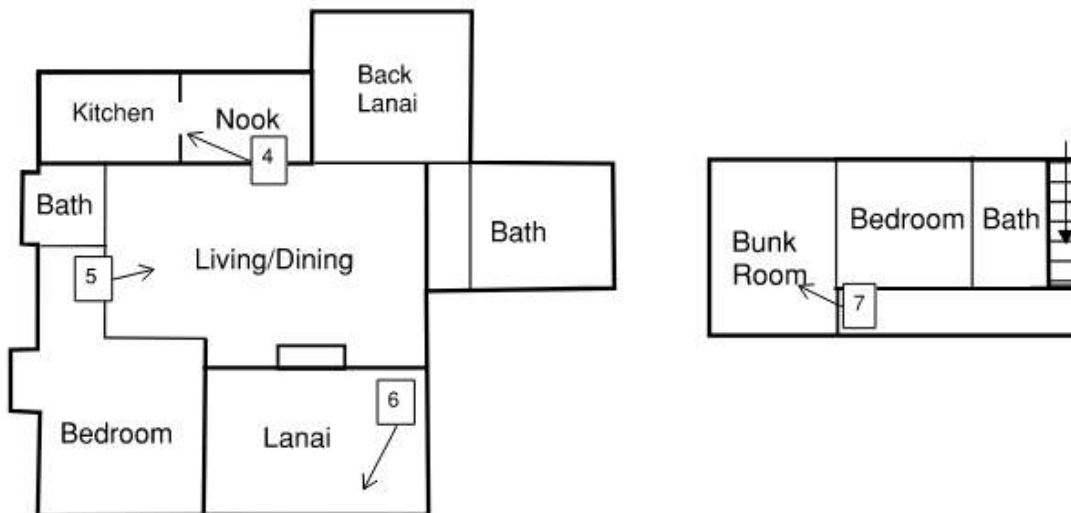 Back
Lanai
Kitchen
Nook
4
Bath
Living/Dining
Bath
5
Bedroom
Lanai
6
Bedroom
Bath
Bunk
Room
7